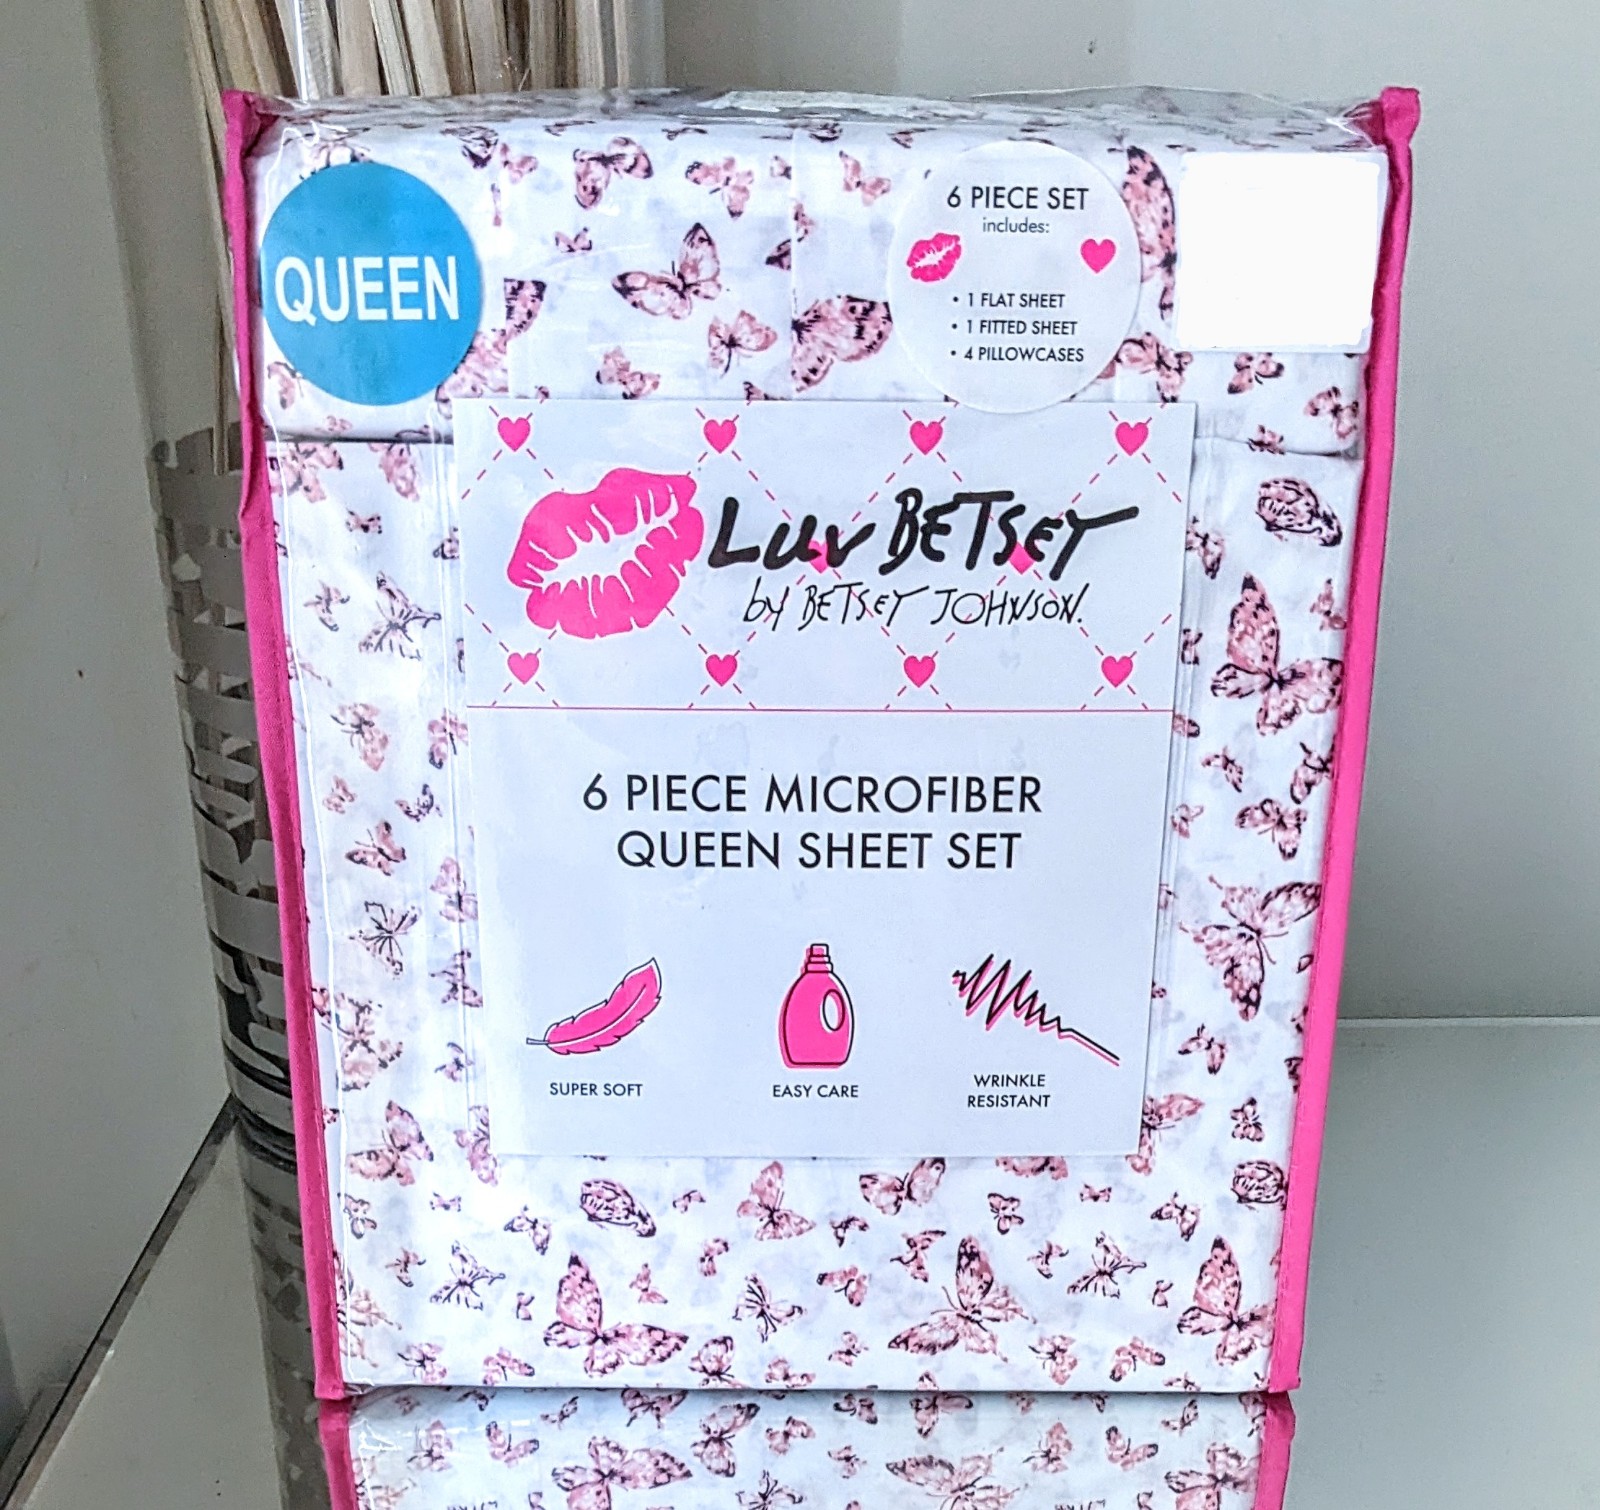 QUEEN
6 PIECE SET
includes:
• 1 FLAT SHEET
• 1 FITTED SHEET
• 4 PILLOWCASES
Luv BETSEY
by BETSEY JOHNSON.
6 PIECE MICROFIBER
QUEEN SHEET SET
SUPER SOFT
EASY CARE
WRINKLE
RESISTANT